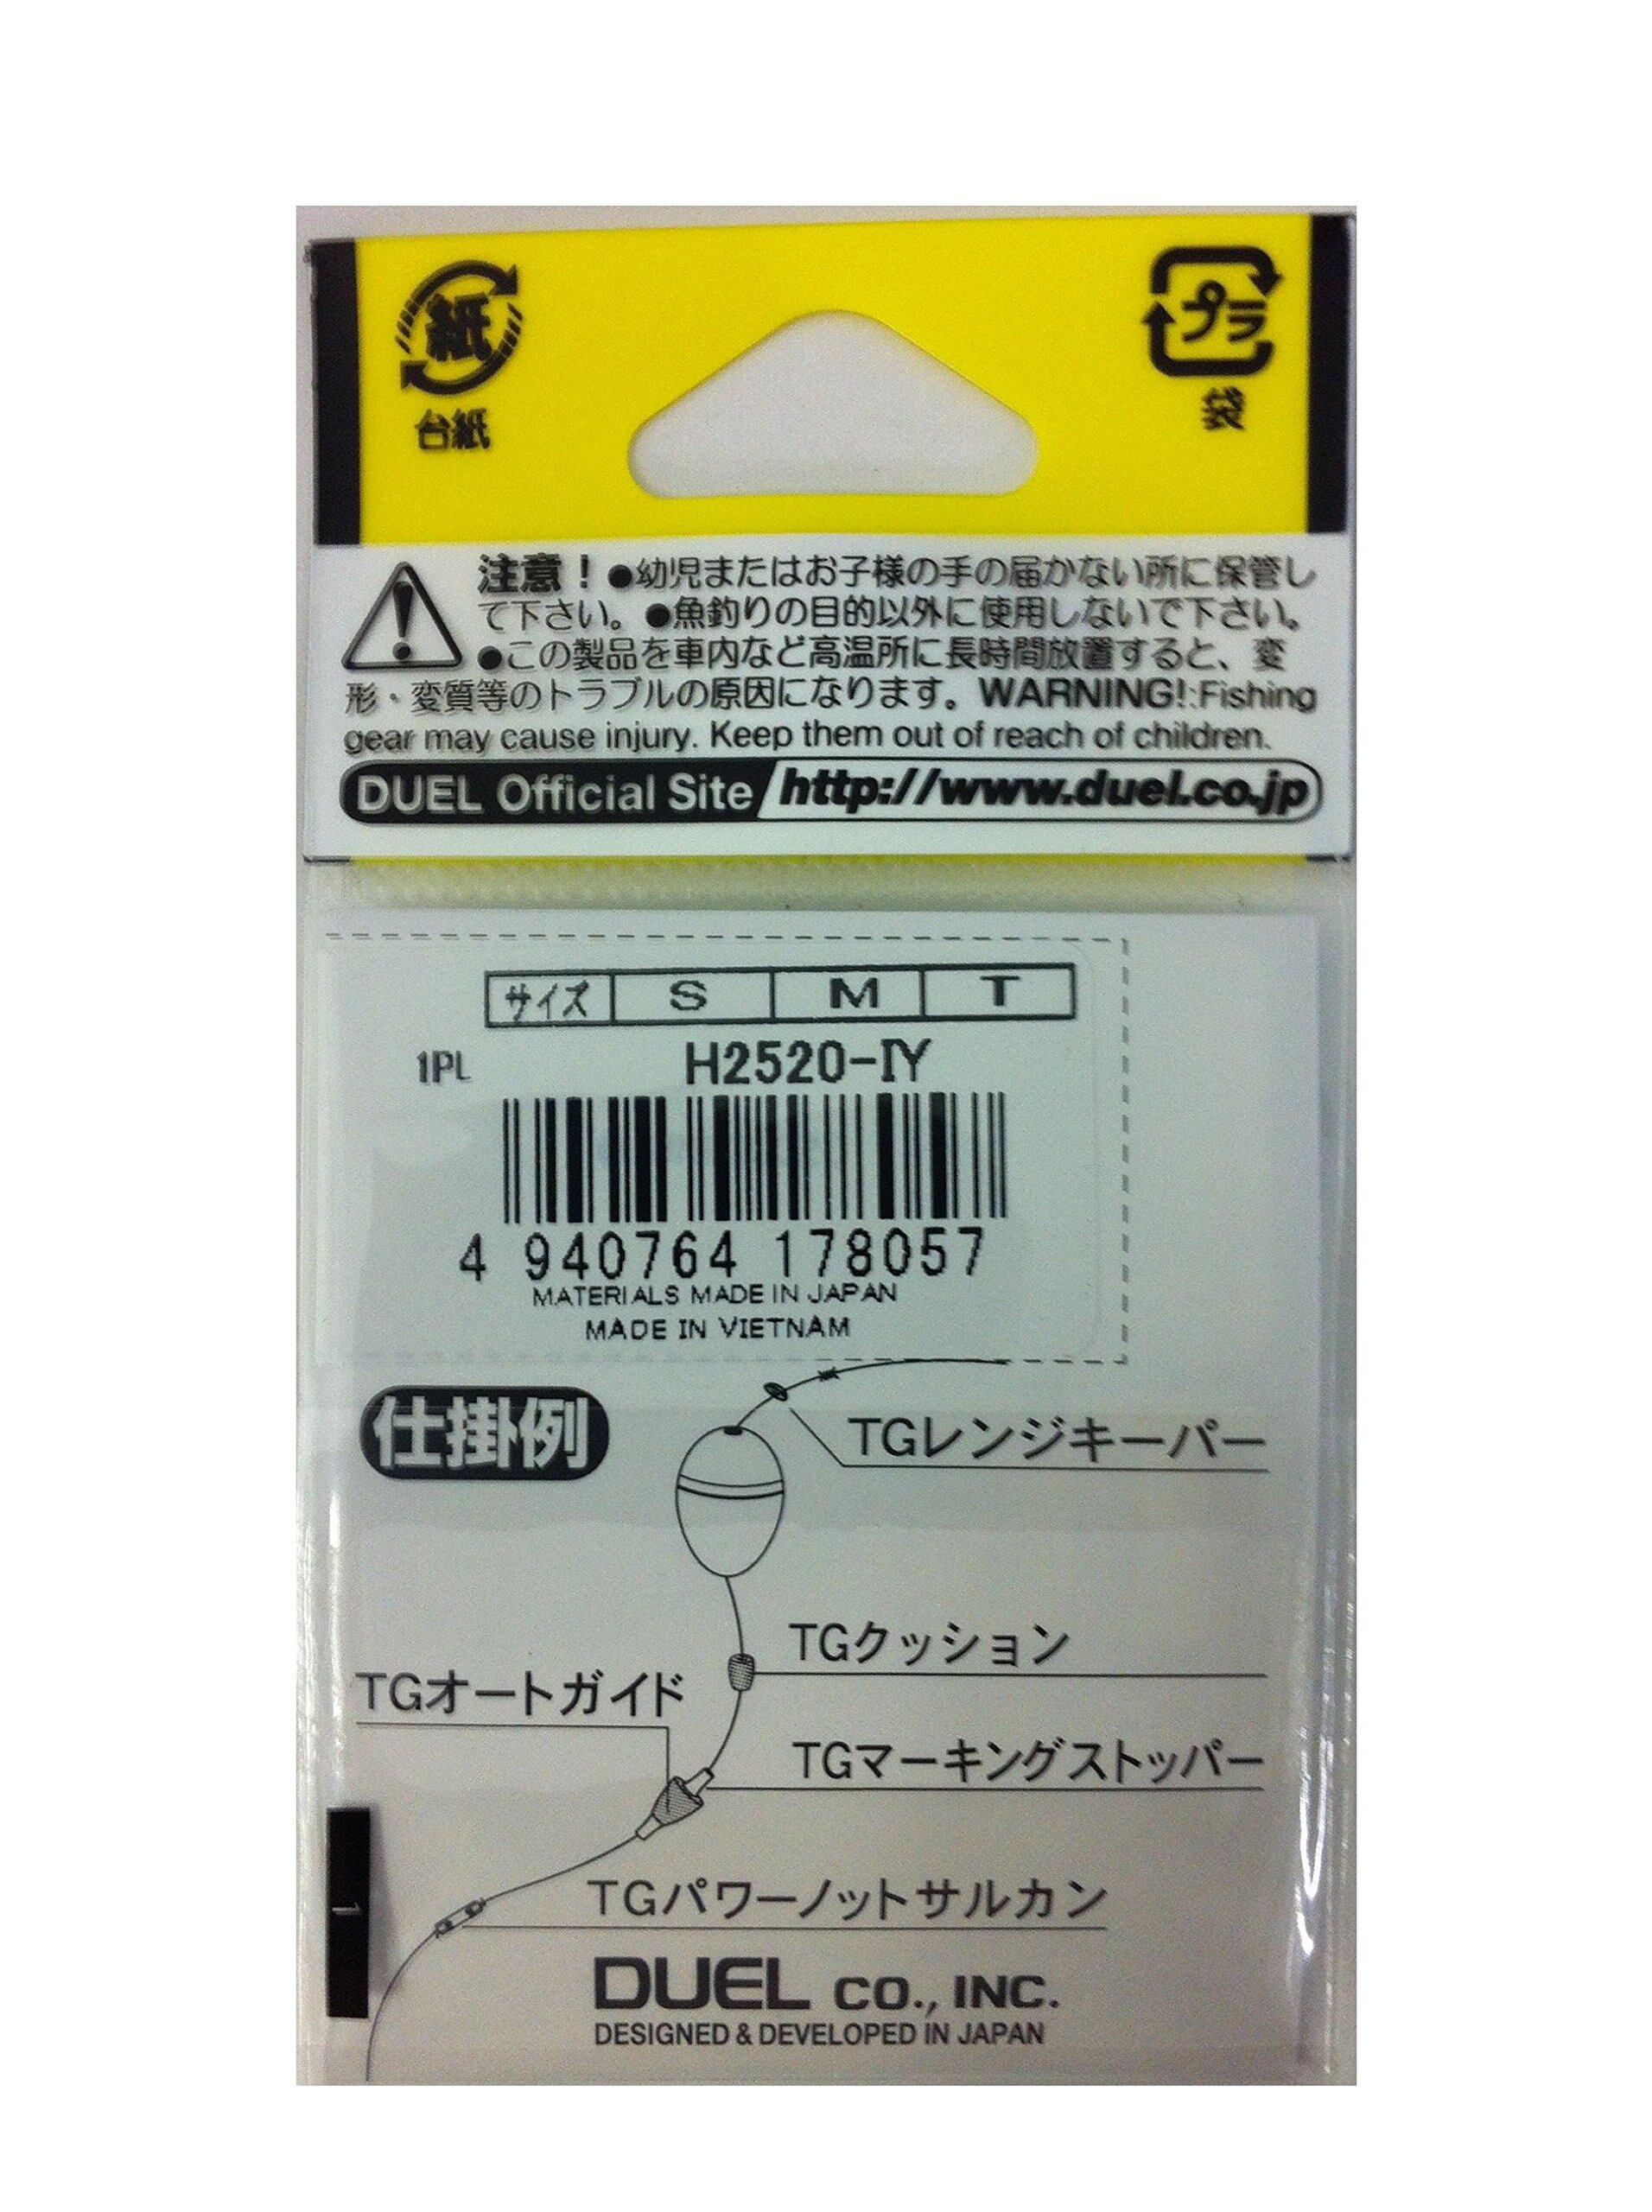 紙
台紙
プラ
袋
注意！●幼児またはお子様の手の届かない所に保管し
て下さい。●魚釣りの目的以外に使用しないで下さい。
●この製品を車内など高温所に長時間放置すると、変
形・変質等のトラブルの原因になります。WARNING!:Fishing
gear may cause injury. Keep them out of reach of children.
DUEL Official Site http://www.duel.co.jp
サイズ S M T
1PL H2520-IY
4 940764 178057
MATERIALS MADE IN JAPAN
MADE IN VIETNAM
仕掛例
TGレンジキーパー
TGクッション
TGオートガイド
TGマーキングストッパー
TGパワーノットサルカン
1
DUEL CO., INC.
DESIGNED & DEVELOPED IN JAPAN